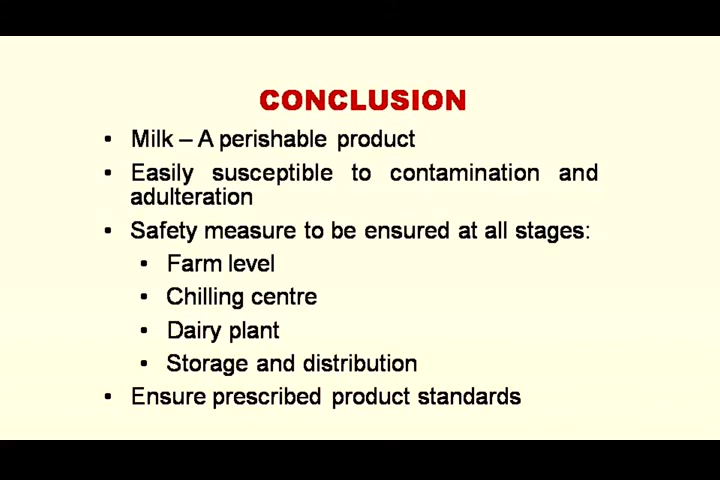 CONCLUSION
• Milk – A perishable product
• Easily susceptible to contamination and
adulteration
• Safety measure to be ensured at all stages:
• Farm level
• Chilling centre
• Dairy plant
• Storage and distribution
• Ensure prescribed product standards